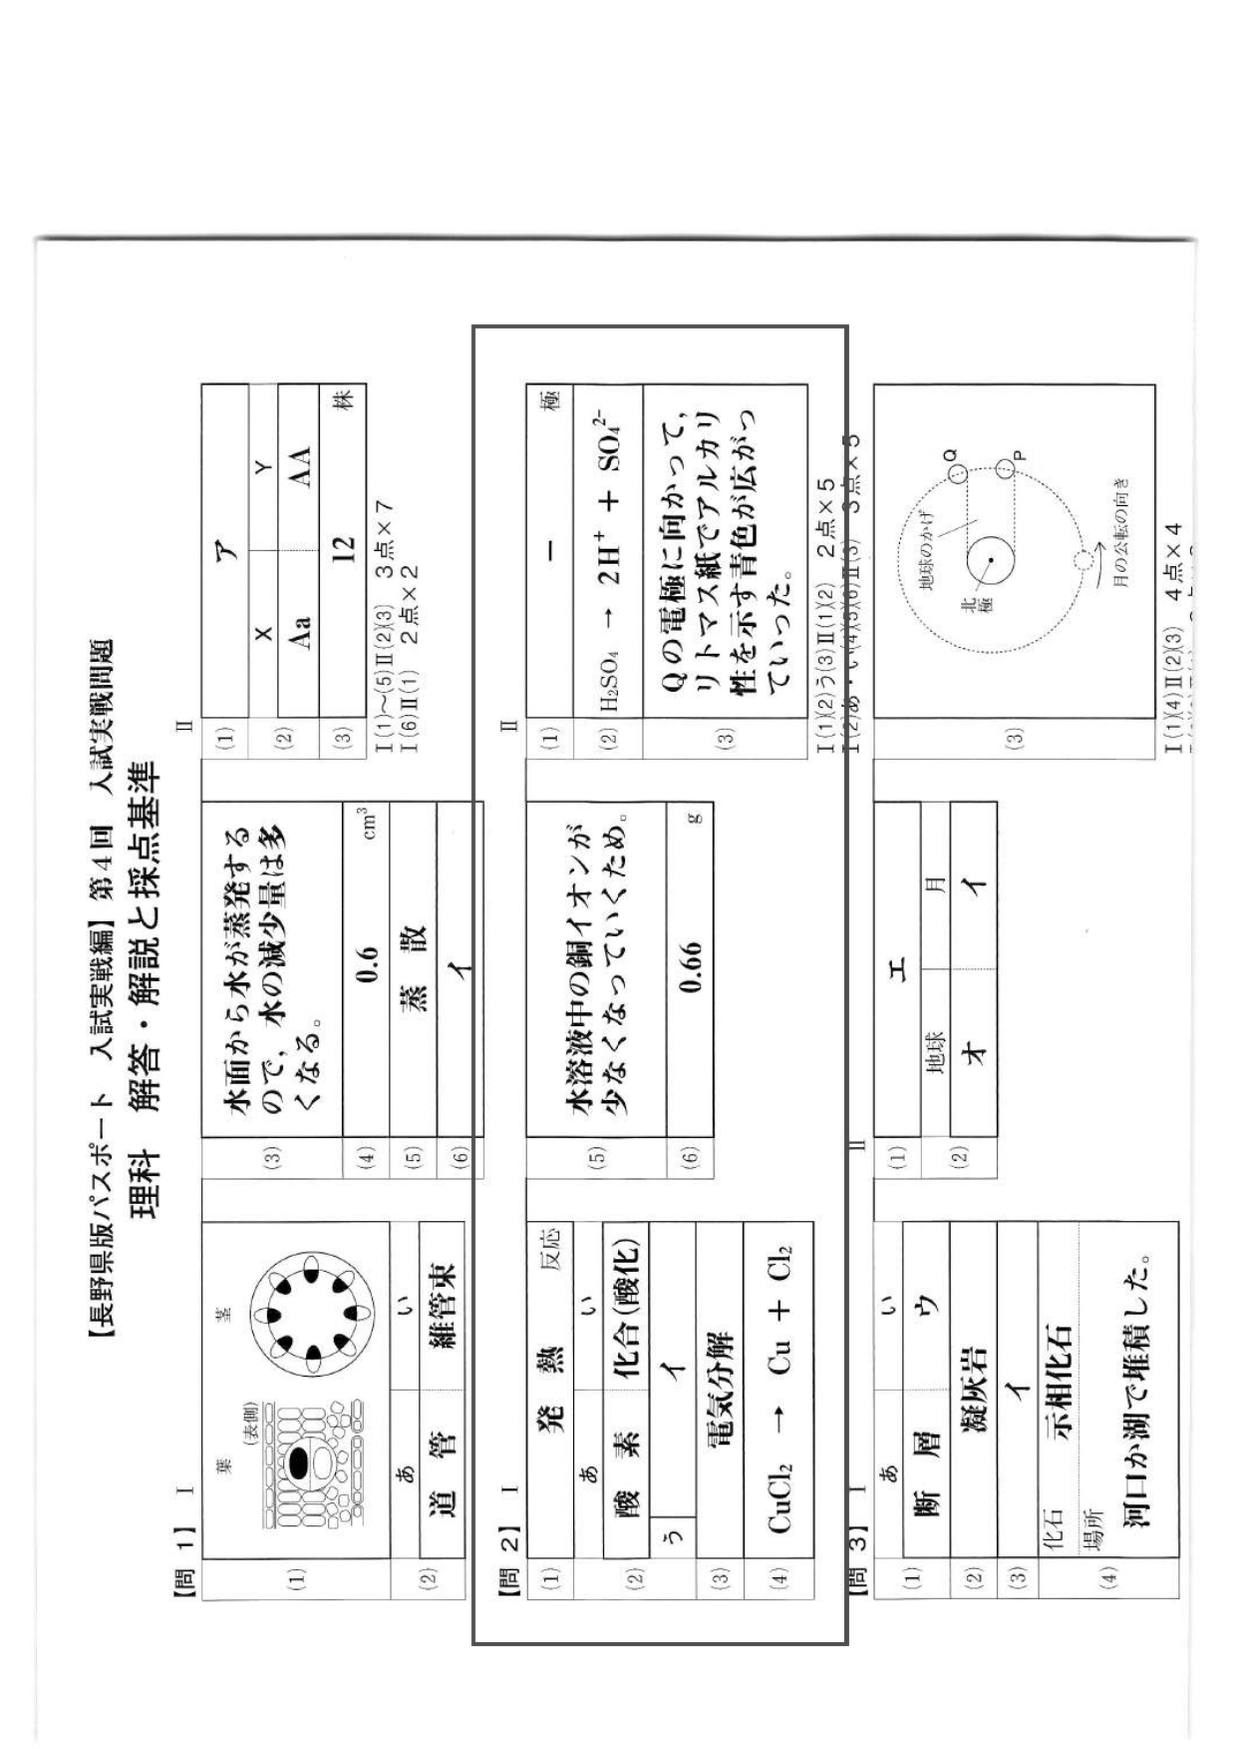 【長野県版パスポート　入試実戦編】第4回　入試実戦問題
理科　解答・解説と採点基準
【問 1】 Ⅰ
(1)
葉
(表側)
茎
(2)
あ
い
道 管
維管束
(3)
水面から水が蒸発する
ので，水の減少量は多
くなる。
(4)
0.6
cm³
(5)
蒸 散
(6)
イ
Ⅱ
(1)
ア
(2)
X
Y
Aa
AA
(3)
12
株
Ⅰ(1)～(5)Ⅱ(2)(3)　3点×7
Ⅰ(6)Ⅱ(1)　2点×2
【問 2】 Ⅰ
(1)
発 熱
反応
(2)
あ
い
酸 素
化合(酸化)
う
イ
(3)
電気分解
(4)
CuCl₂ → Cu + Cl₂
(5)
水溶液中の銅イオンが
少なくなっていくため。
(6)
0.66
g
Ⅱ
(1)
−
極
(2)
H₂SO₄ → 2H⁺ + SO₄²⁻
(3)
Qの電極に向かって，
リトマス紙でアルカリ
性を示す青色が広がっ
ていった。
Ⅰ(1)(2)う(3)Ⅱ(1)(2)　2点×5
Ⅰ(2)あ・い(4)(5)(6)Ⅱ(3)　3点×5
【問 3】 Ⅰ
(1)
あ
い
断 層
ウ
(2)
凝灰岩
(3)
イ
(4)
化石
示相化石
場所
河口か湖で堆積した。
Ⅱ
(1)
エ
(2)
地球
月
オ
イ
(3)
地球のかげ
北極
Q
P
月の公転の向き
Ⅰ(1)(4)Ⅱ(2)(3)　4点×4